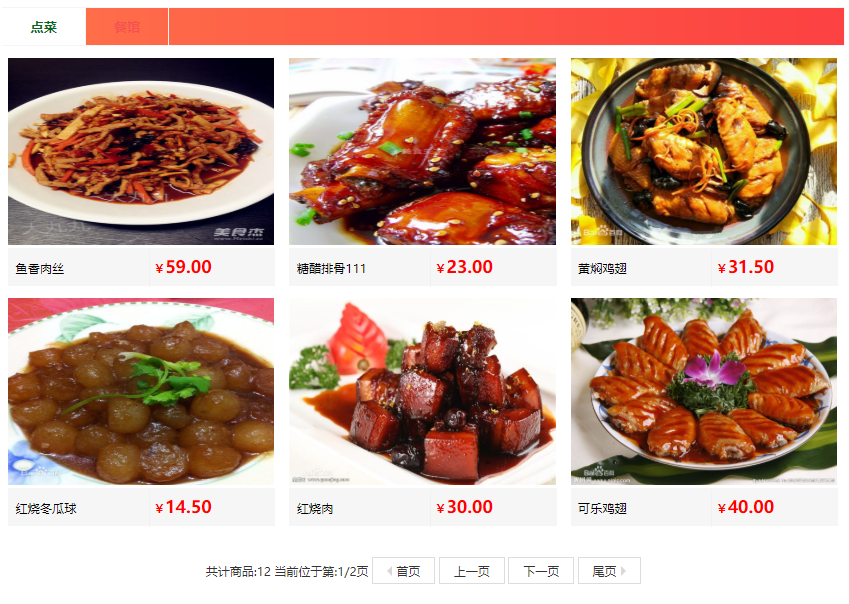 点菜 餐馆
美食杰
鱼香肉丝 ￥59.00 糖醋排骨111 ￥23.00 黄焖鸡翅 ￥31.50
红烧冬瓜球 ￥14.50 红烧肉 ￥30.00 可乐鸡翅 ￥40.00
共计商品:12 当前位于第:1/2页 首页 上一页 下一页 尾页